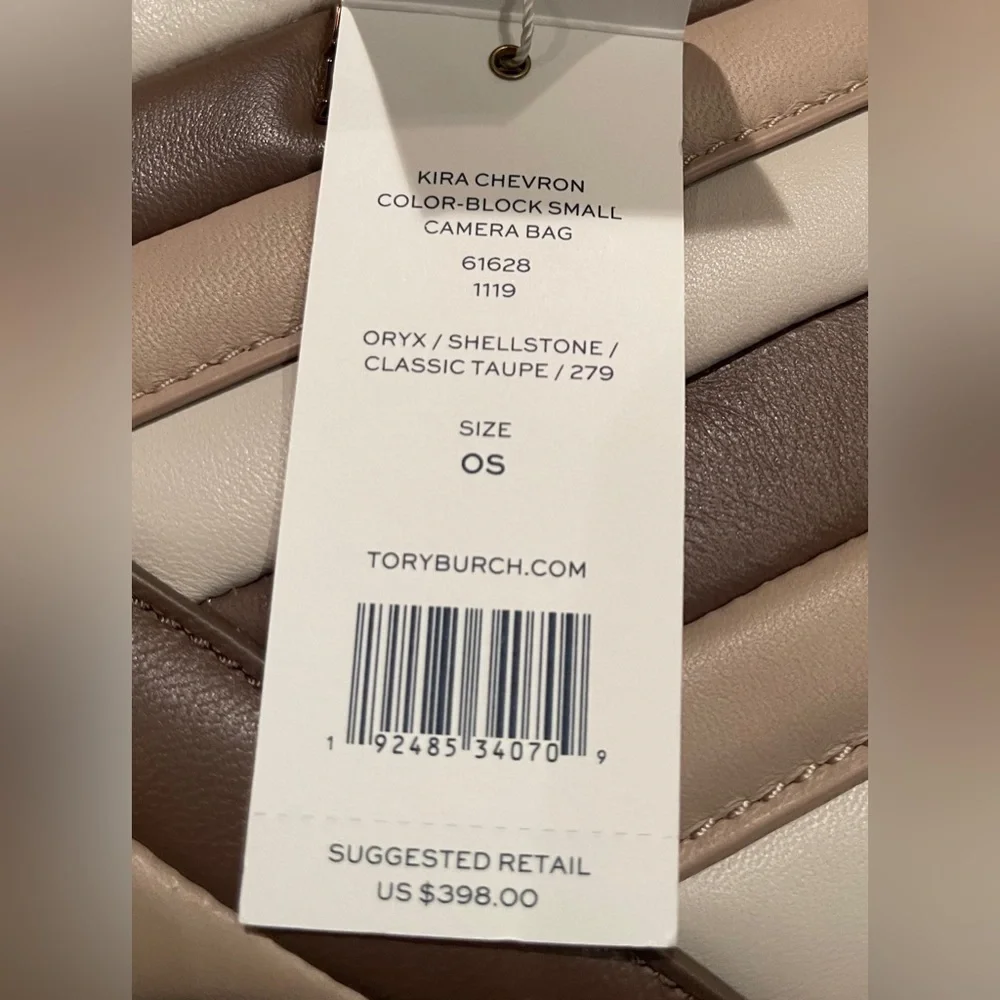 KIRA CHEVRON
COLOR-BLOCK SMALL
CAMERA BAG
61628
1119
ORYX / SHELLSTONE /
CLASSIC TAUPE / 279
SIZE
OS
TORYBURCH.COM
1 92485 34070 9
SUGGESTED RETAIL
US $398.00